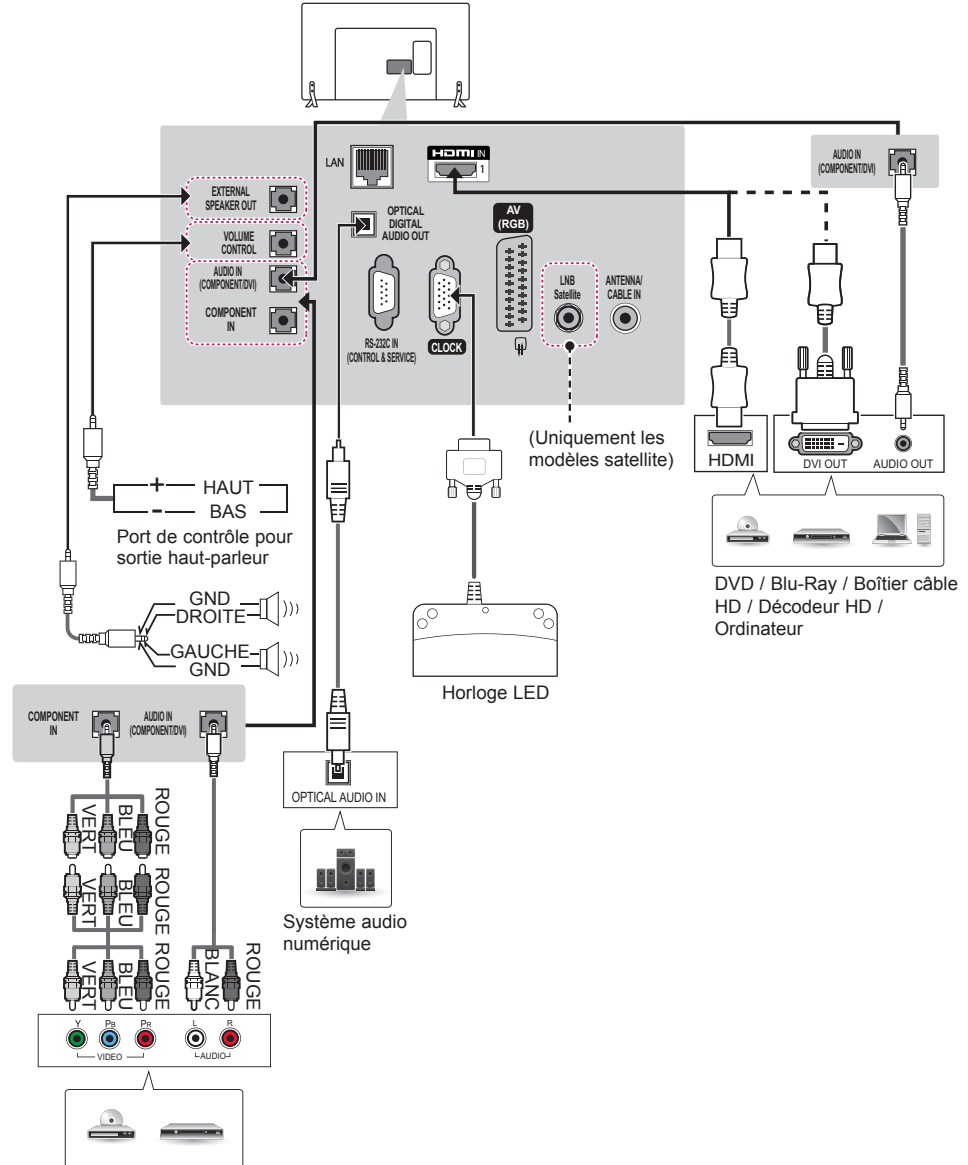 LAN
HDMI IN
1
EXTERNAL
SPEAKER OUT
VOLUME
CONTROL
AUDIO IN
(COMPONENT/DVI)
COMPONENT
IN
OPTICAL
DIGITAL
AUDIO OUT
RS-232C IN
(CONTROL & SERVICE)
CLOCK
AV
(RGB)
LNB
Satellite
ANTENNA/
CABLE IN
AUDIO IN
(COMPONENT/DVI)
(Uniquement les
modèles satellite)
HDMI
DVI OUT
AUDIO OUT
DVD / Blu-Ray / Boîtier câble
HD / Décodeur HD /
Ordinateur
+ HAUT
- BAS
Port de contrôle pour
sortie haut-parleur
GND
DROITE
GAUCHE
GND
Horloge LED
COMPONENT
IN
AUDIO IN
(COMPONENT/DVI)
OPTICAL AUDIO IN
Système audio
numérique
VERT
BLEU
ROUGE
VERT
BLEU
ROUGE
VERT
BLEU
ROUGE
BLANC
ROUGE
Y PB PR
VIDEO
L R
AUDIO